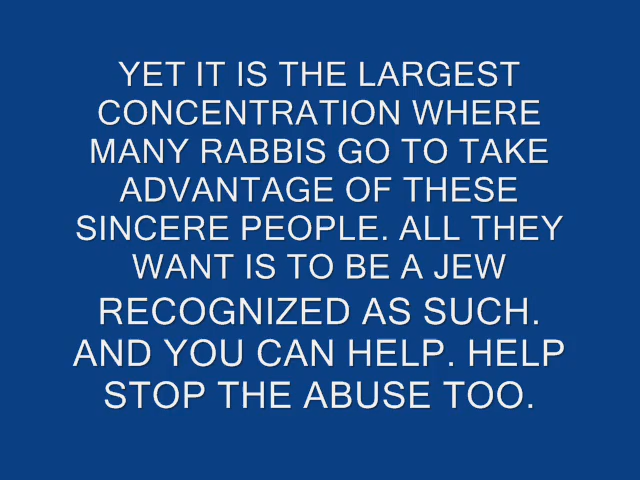 YET IT IS THE LARGEST
CONCENTRATION WHERE
MANY RABBIS GO TO TAKE
ADVANTAGE OF THESE
SINCERE PEOPLE. ALL THEY
WANT IS TO BE A JEW
RECOGNIZED AS SUCH.
AND YOU CAN HELP. HELP
STOP THE ABUSE TOO.